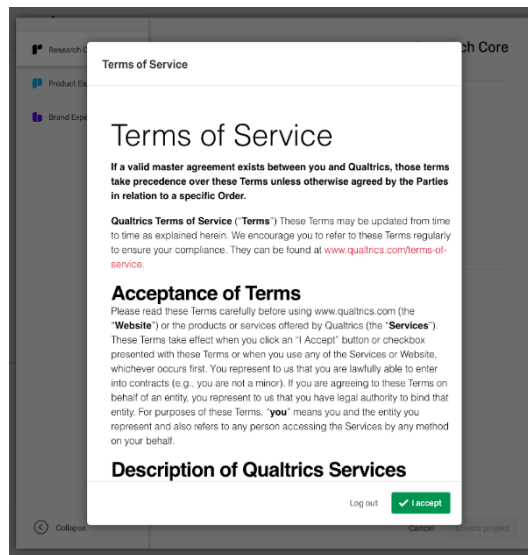 Research C
ch Core
Product Ex
Brand Expe
Terms of Service
Terms of Service
If a valid master agreement exists between you and Qualtrics, those terms
take precedence over these Terms unless otherwise agreed by the Parties
in relation to a specific Order.
Qualtrics Terms of Service (“Terms”) These Terms may be updated from time
to time as explained herein. We encourage you to refer to these Terms regularly
to ensure your compliance. They can be found at www.qualtrics.com/terms-of-
service.
Acceptance of Terms
Please read these Terms carefully before using www.qualtrics.com (the
“Website”) or the products or services offered by Qualtrics (the “Services”).
These Terms take effect when you click an “I Accept” button or checkbox
presented with these Terms or when you use any of the Services or Website,
whichever occurs first. You represent to us that you are lawfully able to enter
into contracts (e.g., you are not a minor). If you are agreeing to these Terms on
behalf of an entity, you represent to us that you have legal authority to bind that
entity. For purposes of these Terms, “you” means you and the entity you
represent and also refers to any person accessing the Services by any method
on your behalf.
Description of Qualtrics Services
Log out
I accept
Collapse
Cancel
Create project